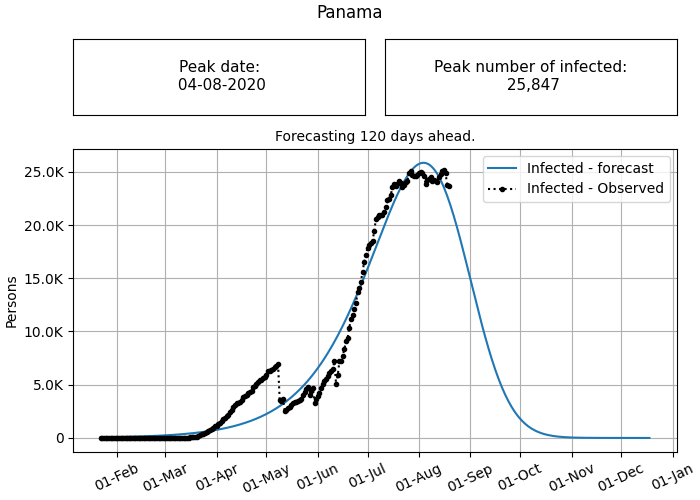 Panama
Peak date:
04-08-2020
Peak number of infected:
25,847
Forecasting 120 days ahead.
Infected - forecast
Infected - Observed
Persons
25.0K
20.0K
15.0K
10.0K
5.0K
0
01-Feb
01-Mar
01-Apr
01-May
01-Jun
01-Jul
01-Aug
01-Sep
01-Oct
01-Nov
01-Dec
01-Jan